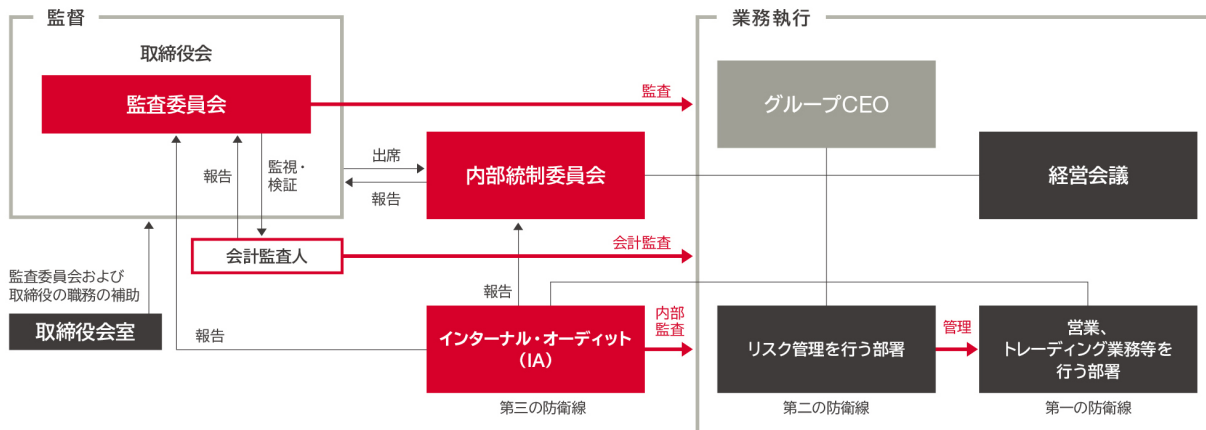 監督
取締役会
監査委員会
監査
報告
監視・
検証
出席
報告
内部統制委員会
会計監査人
会計監査
監査委員会および
取締役の職務の補助
取締役会室
報告
報告
インターナル・オーディット
（IA）
第三の防衛線
内部
監査
業務執行
グループCEO
経営会議
リスク管理を行う部署
第二の防衛線
管理
営業、
トレーディング業務等を
行う部署
第一の防衛線